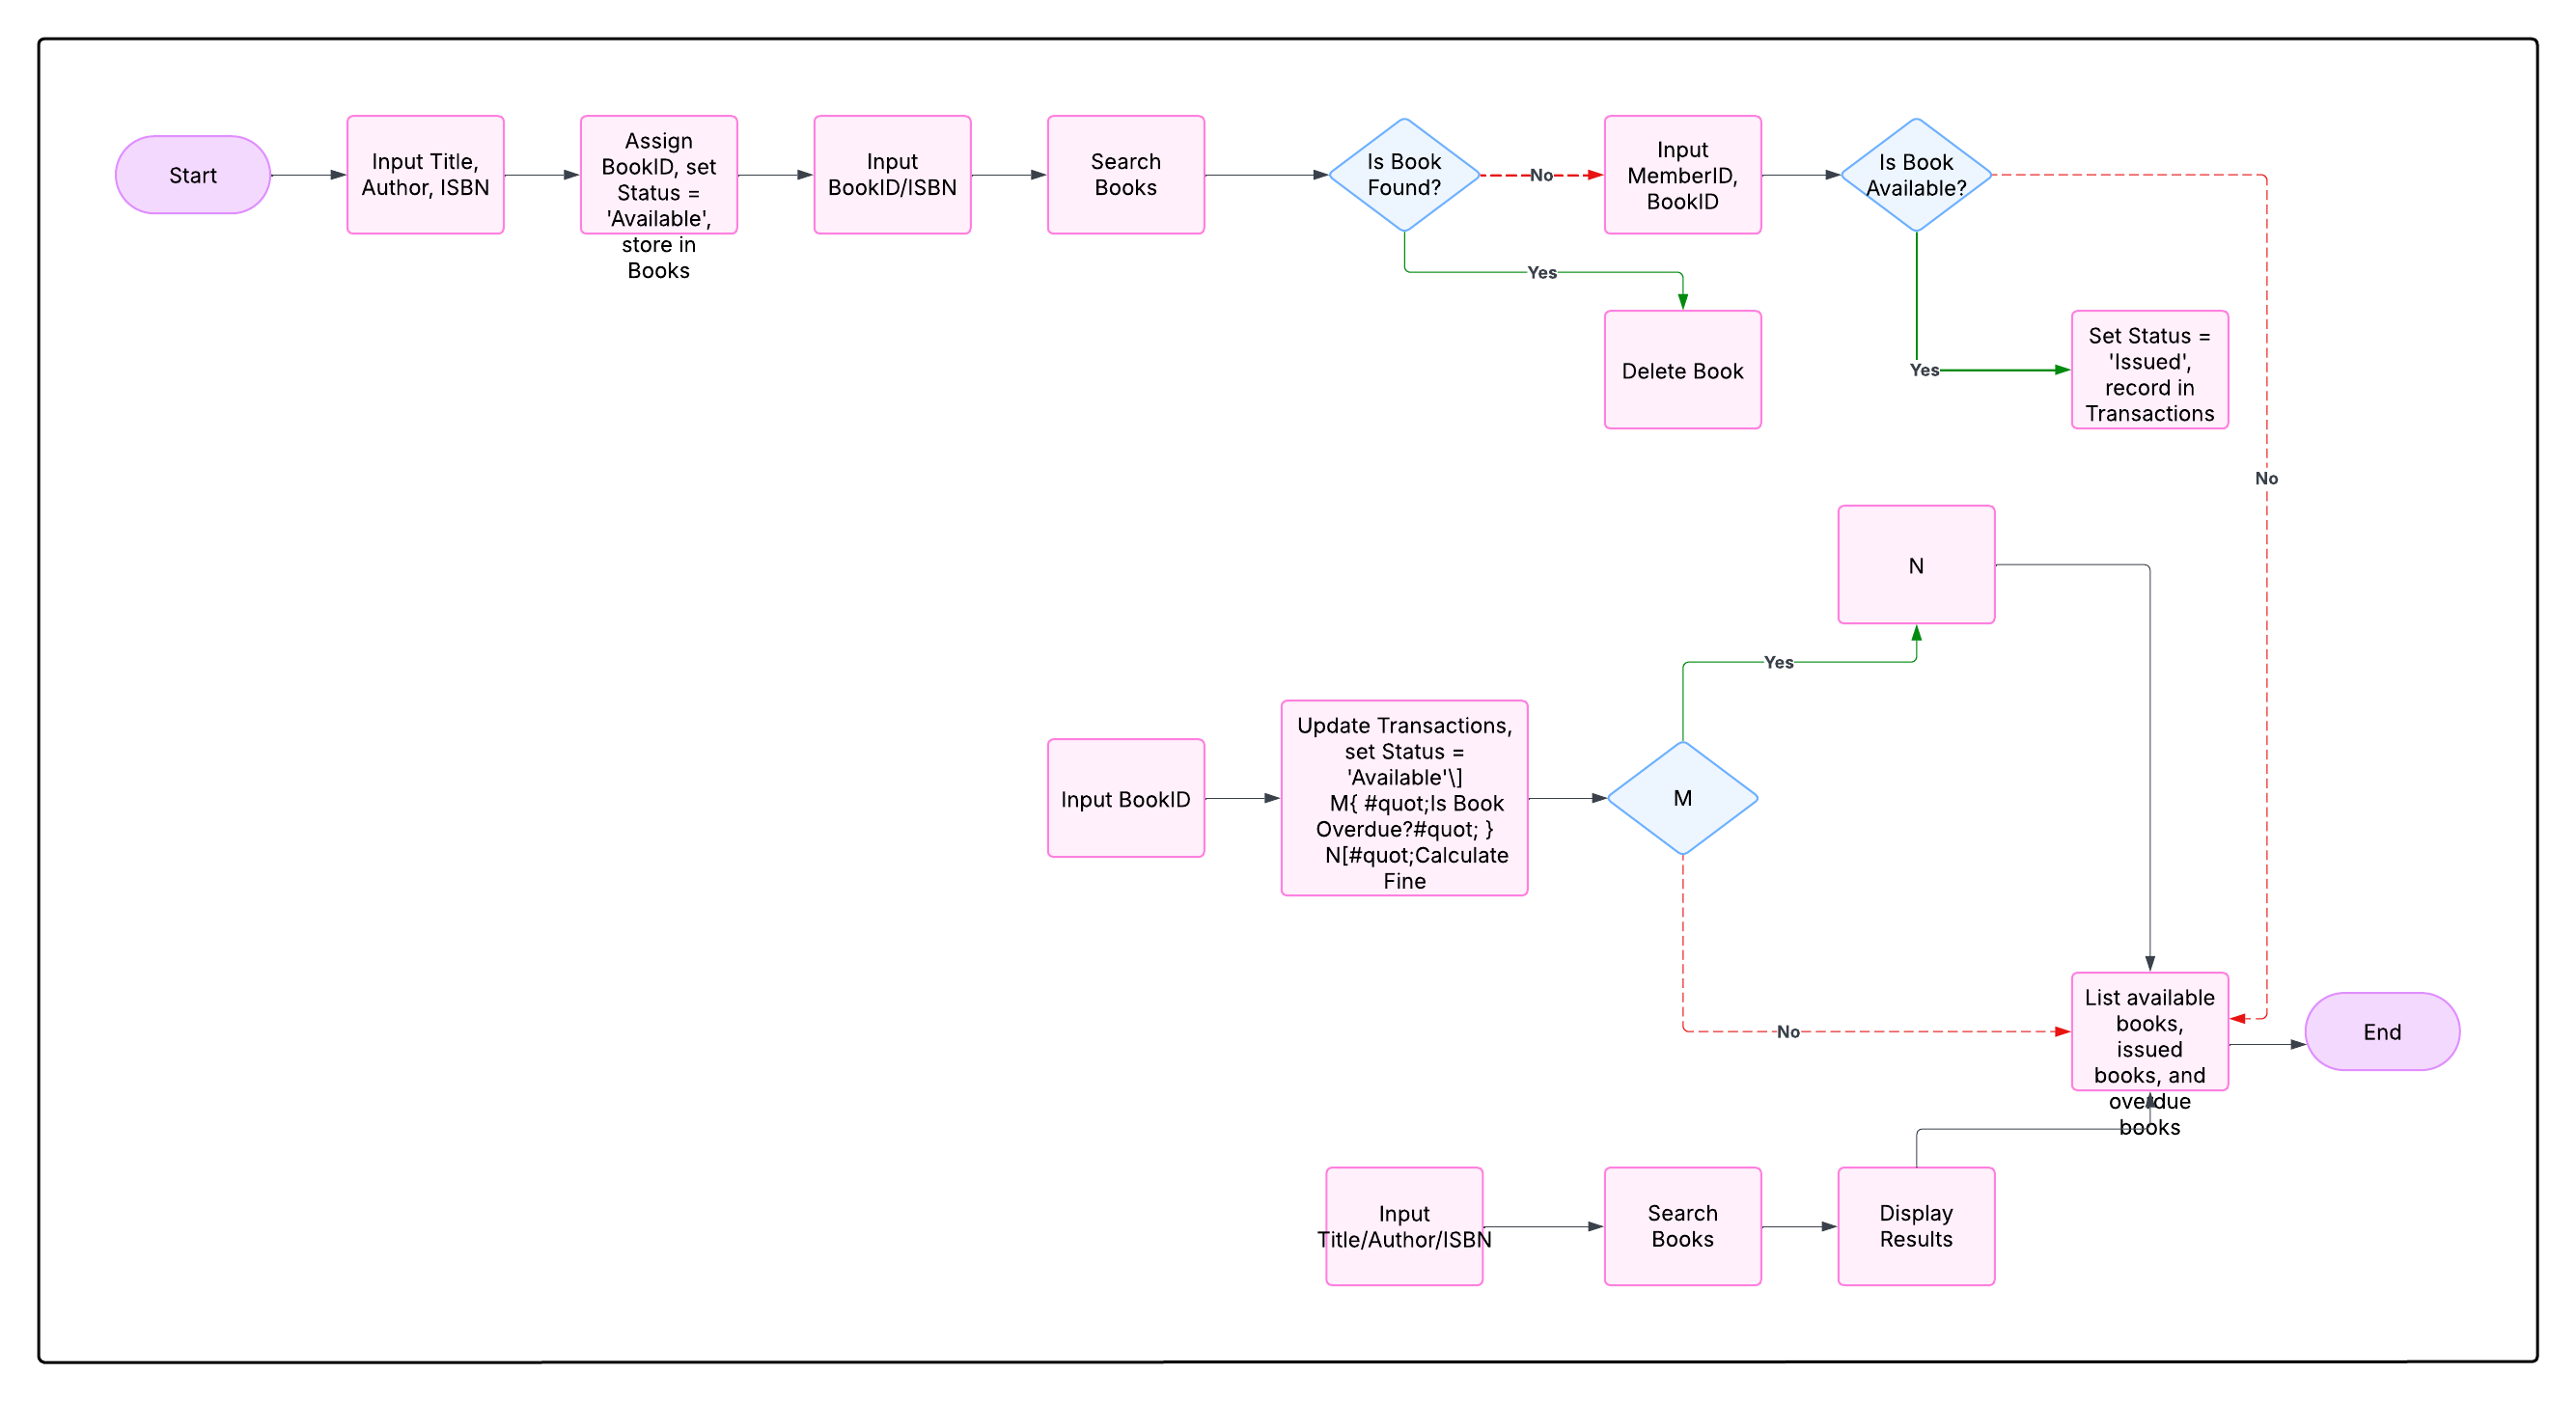 Start
Input Title,
Author, ISBN
Assign
BookID, set
Status =
'Available',
store in
Books
Input
BookID/ISBN
Search
Books
Is Book
Found?
No
Input
MemberID,
BookID
Is Book
Available?
Yes
Delete Book
Yes
Set Status =
'Issued',
record in
Transactions
No
N
Yes
Input BookID
Update Transactions,
set Status =
'Available'\]
M{ #quot;Is Book
Overdue?#quot; }
N[#quot;Calculate
Fine
M
No
List available
books,
issued
books, and
overdue
books
End
Input
Title/Author/ISBN
Search
Books
Display
Results